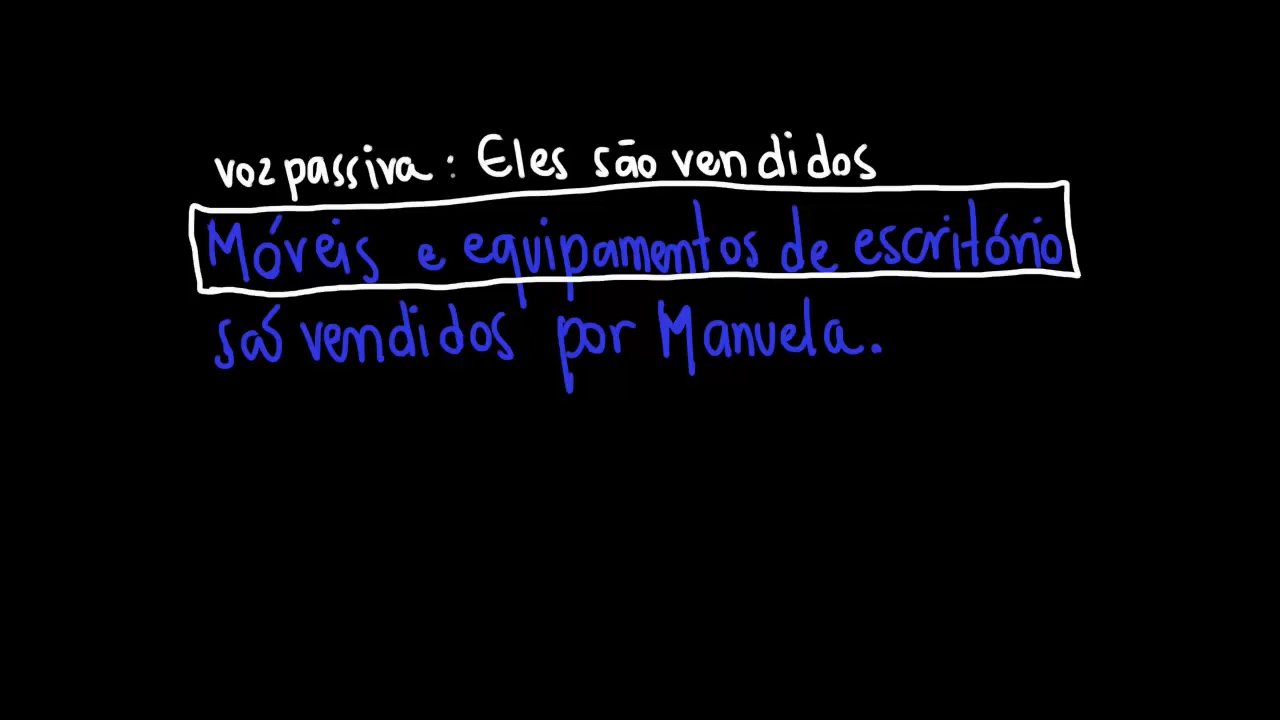 voz passiva: Eles são vendidos
Móveis e equipamentos de escritório
são vendidos por Manuela.